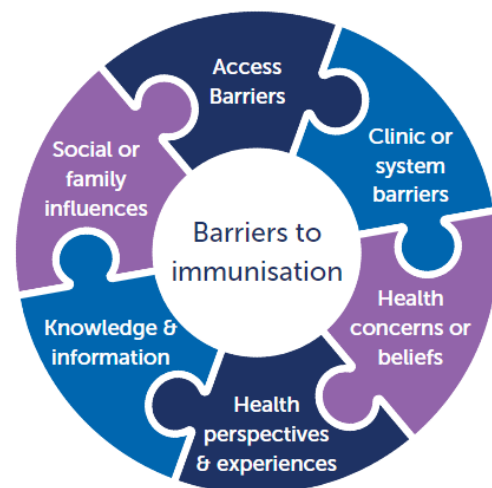 Barriers to
immunisation
Access
Barriers
Clinic or
system
barriers
Health
concerns or
beliefs
Health
perspectives
& experiences
Knowledge &
information
Social or
family
influences